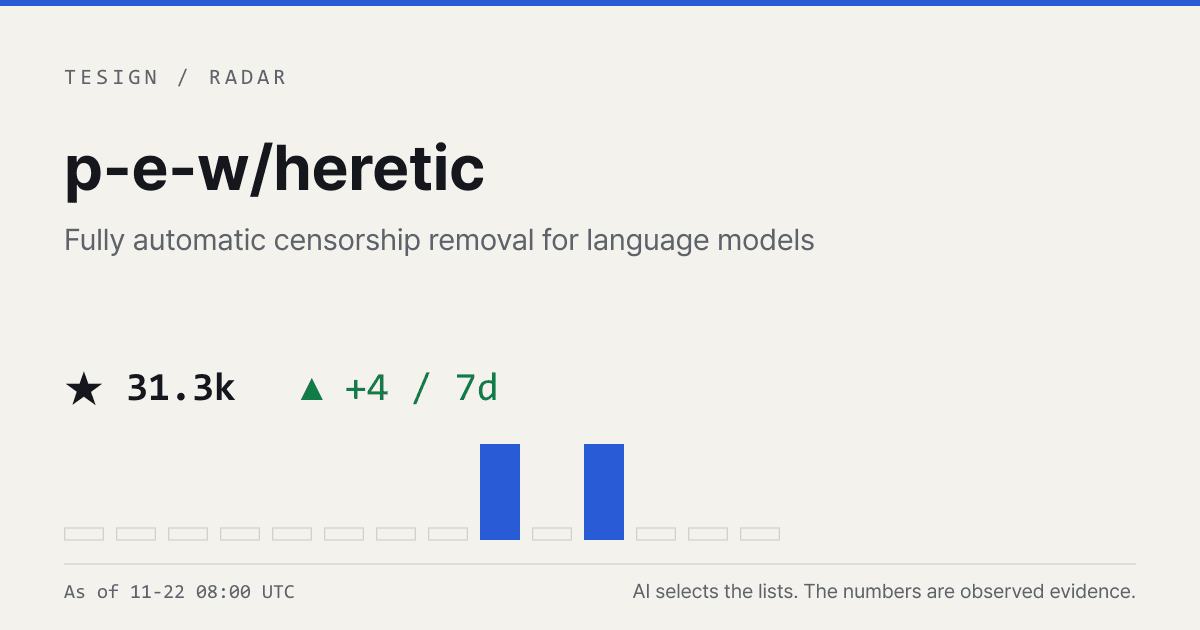 TESIGN / RADAR
p-e-w/heretic
Fully automatic censorship removal for language models
★ 31.3k ▲ +4 / 7d
As of 11-22 08:00 UTC
AI selects the lists. The numbers are observed evidence.